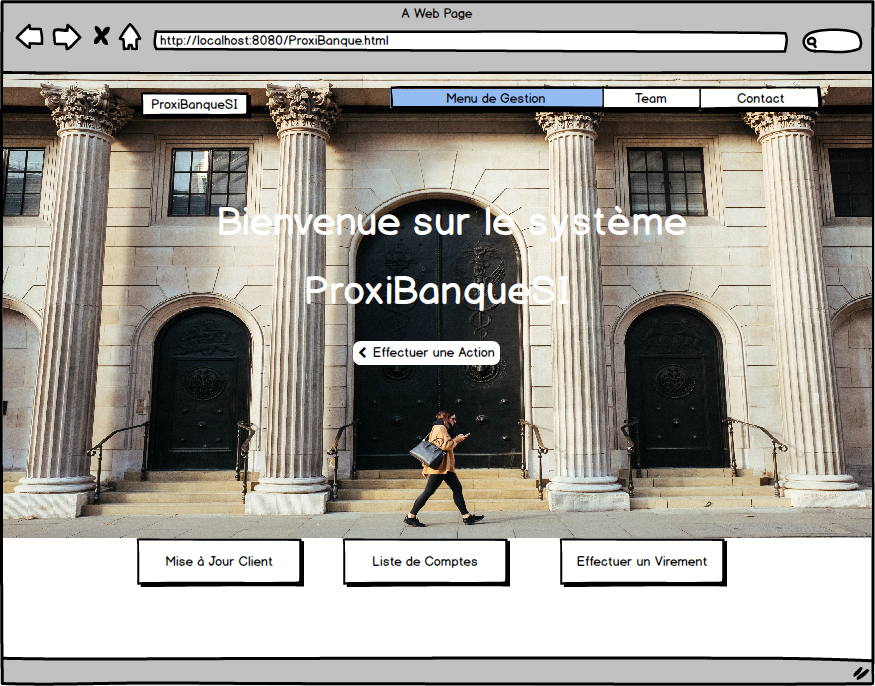 A Web Page
http://localhost:8080/ProxiBanque.html
ProxiBanqueSI
Menu de Gestion
Team
Contact
Bienvenue sur le système
ProxiBanqueSI
Effectuer une Action
Mise à Jour Client
Liste de Comptes
Effectuer un Virement